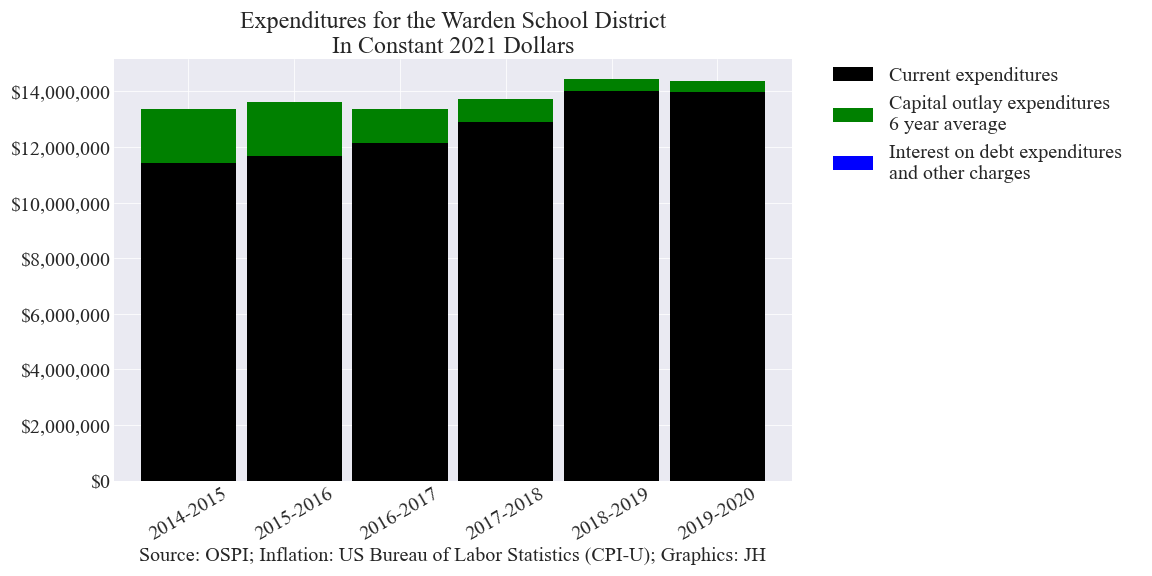 Expenditures for the Warden School District
In Constant 2021 Dollars
Current expenditures
Capital outlay expenditures
6 year average
Interest on debt expenditures
and other charges
$14,000,000
$12,000,000
$10,000,000
$8,000,000
$6,000,000
$4,000,000
$2,000,000
$0
2014-2015
2015-2016
2016-2017
2017-2018
2018-2019
2019-2020
Source: OSPI; Inflation: US Bureau of Labor Statistics (CPI-U); Graphics: JH